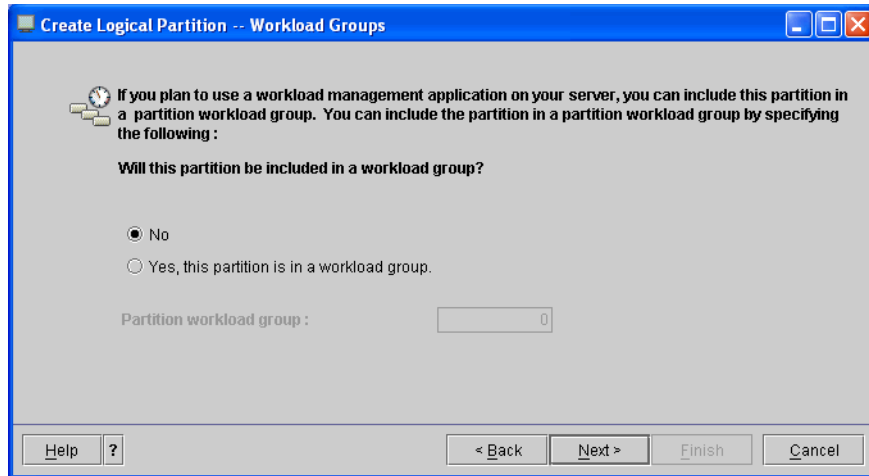 Create Logical Partition -- Workload Groups
If you plan to use a workload management application on your server, you can include this partition in
a partition workload group. You can include the partition in a partition workload group by specifying
the following :
Will this partition be included in a workload group?
No
Yes, this partition is in a workload group.
Partition workload group : 0
Help ? < Back Next > Finish Cancel